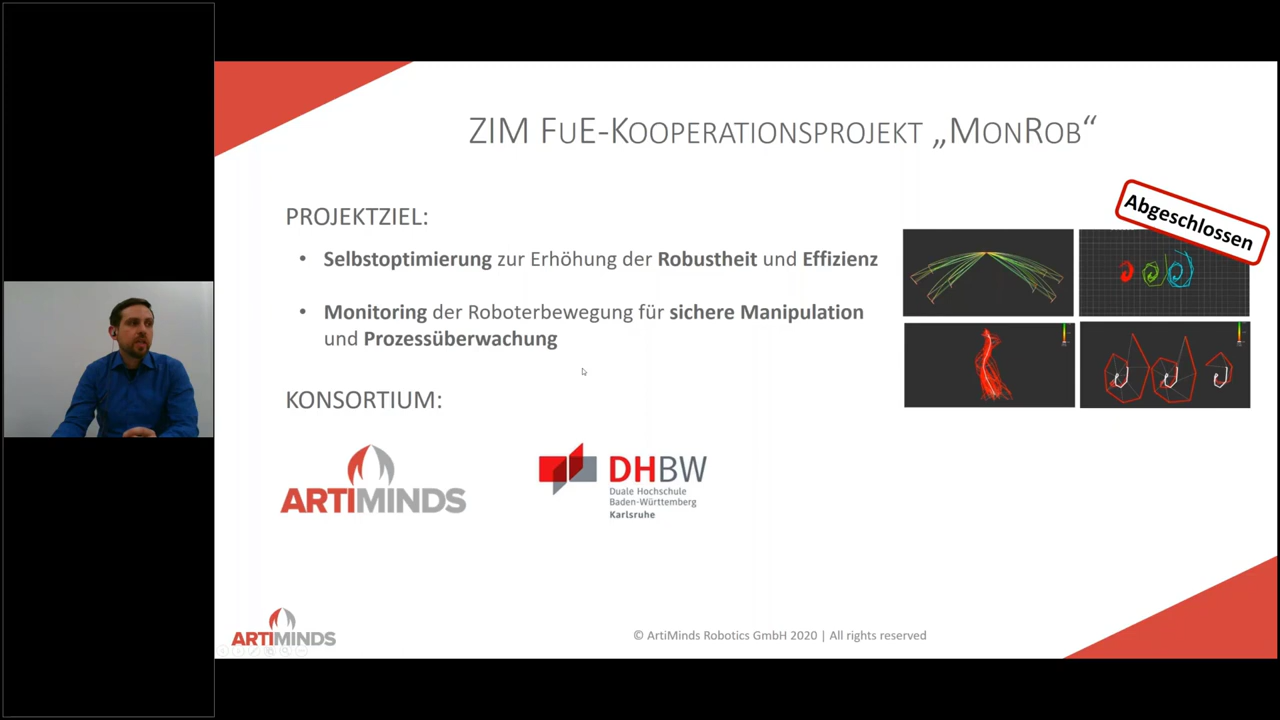 ZIM FuE-Kooperationsprojekt „MonRob“
Abgeschlossen
PROJEKTZIEL:
• Selbstoptimierung zur Erhöhung der Robustheit und Effizienz
• Monitoring der Roboterbewegung für sichere Manipulation
und Prozessüberwachung
KONSORTIUM:
ARTIMINDS
DHBW
Duale Hochschule
Baden-Württemberg
Karlsruhe
ARTIMINDS
© ArtiMinds Robotics GmbH 2020 | All rights reserved